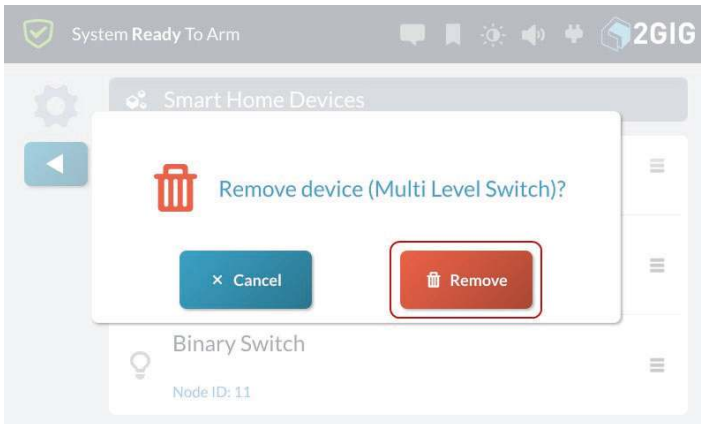 System Ready To Arm
2GIG
Smart Home Devices
Remove device (Multi Level Switch)?
× Cancel
Remove
Binary Switch
Node ID: 11